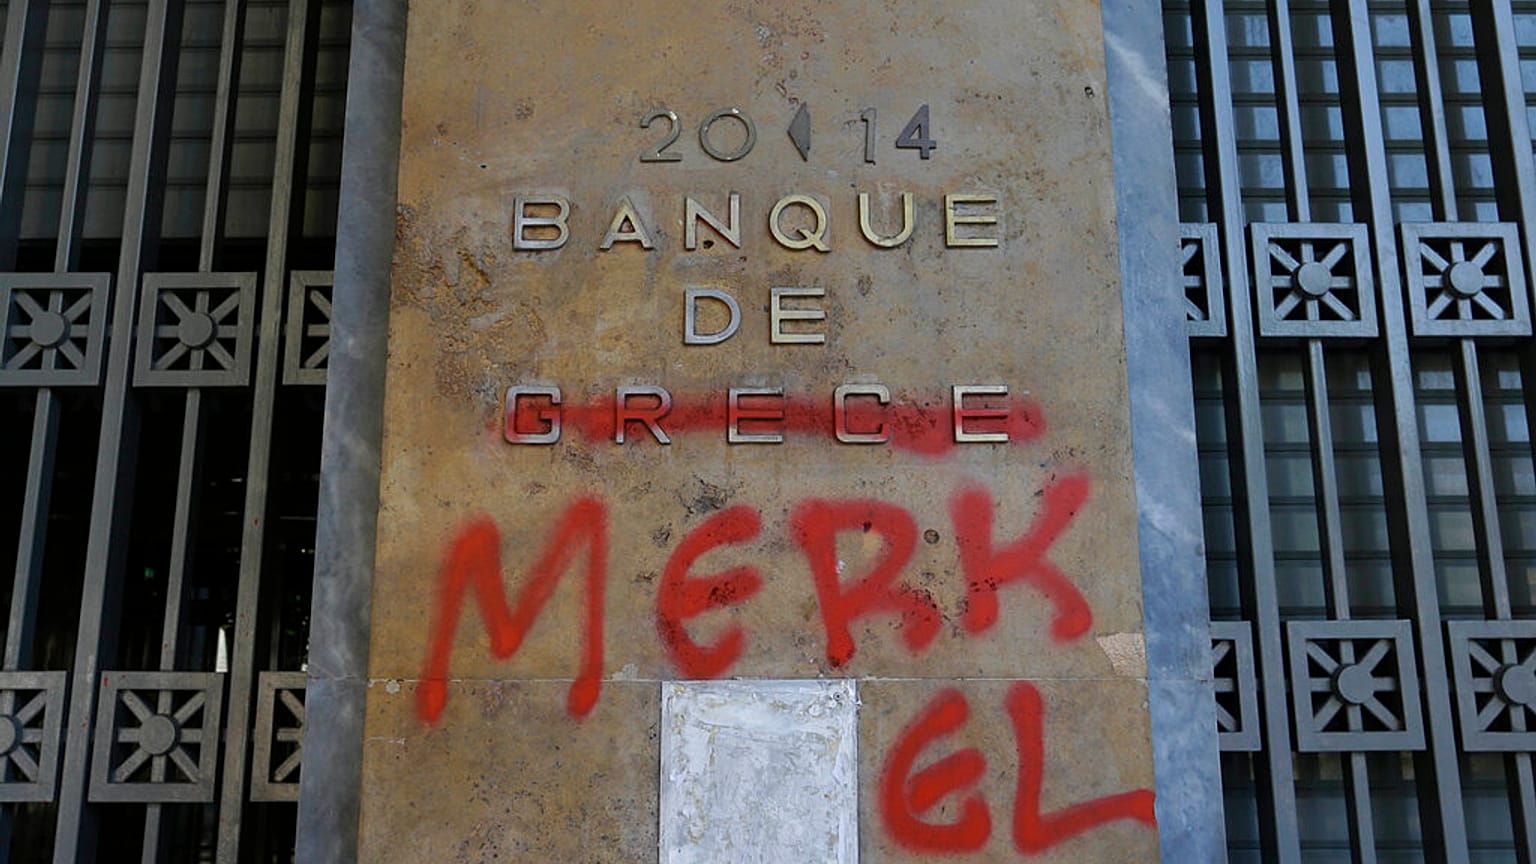 20 14
BANQUE
DE
GRECE
MERK
EL